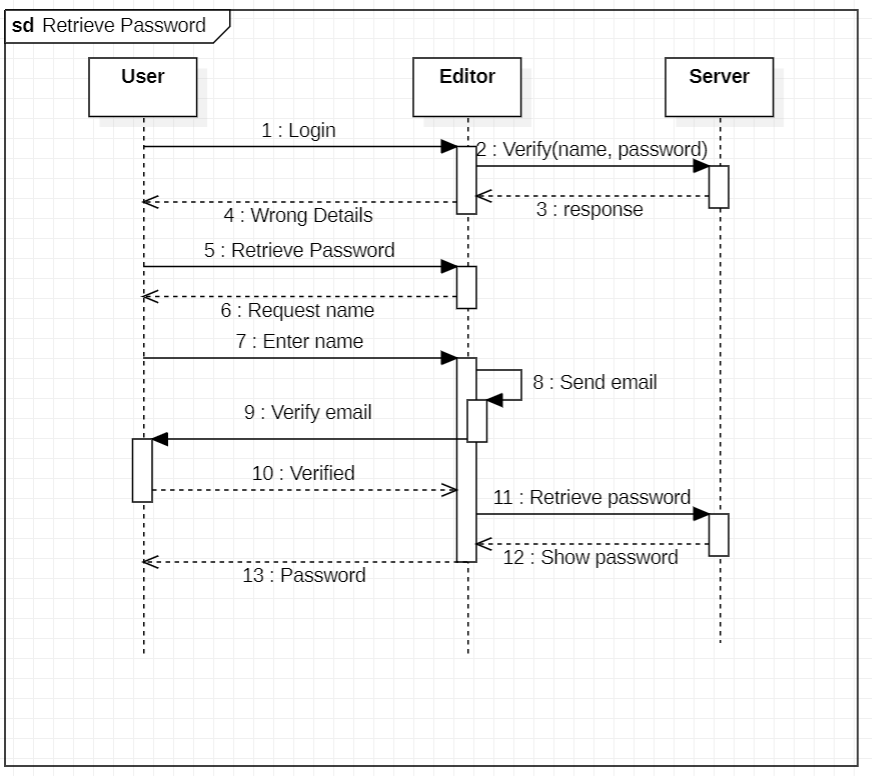 sd Retrieve Password
User
Editor
Server
1 : Login
2 : Verify(name, password)
3 : response
4 : Wrong Details
5 : Retrieve Password
6 : Request name
7 : Enter name
8 : Send email
9 : Verify email
10 : Verified
11 : Retrieve password
12 : Show password
13 : Password